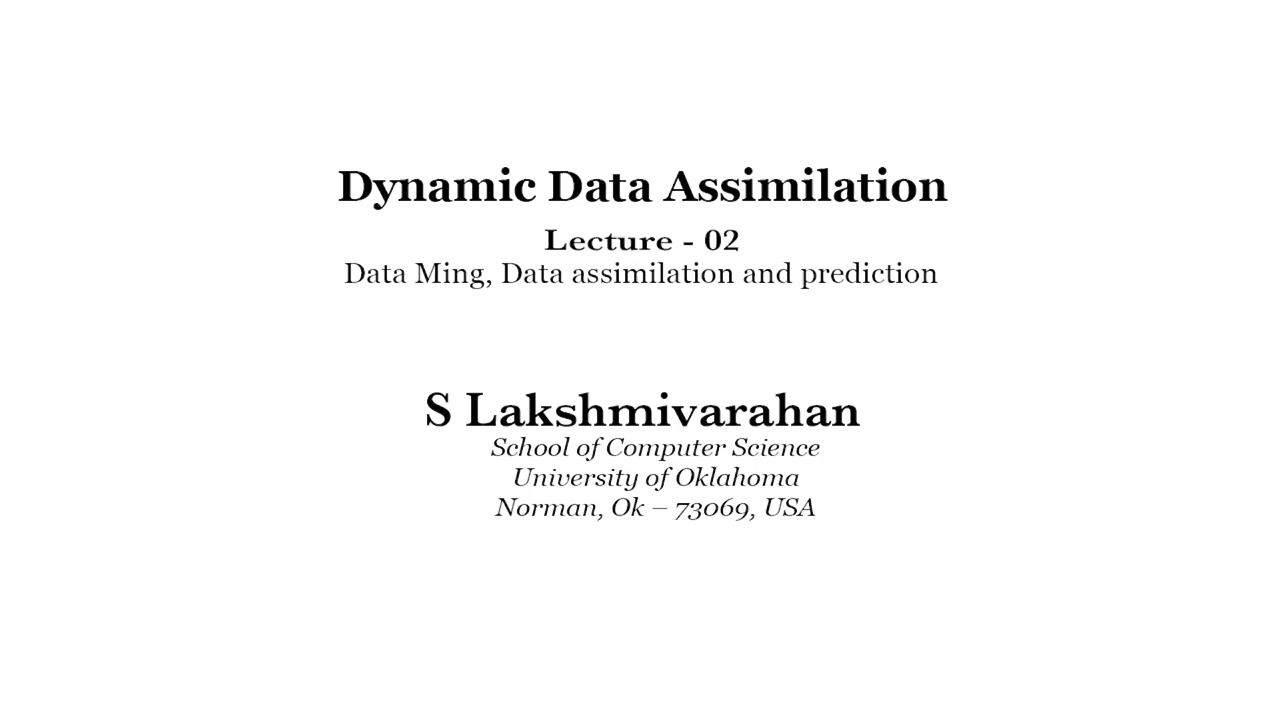 Dynamic Data Assimilation
Lecture - 02
Data Ming, Data assimilation and prediction
S Lakshmivarahan
School of Computer Science
University of Oklahoma
Norman, Ok – 73069, USA